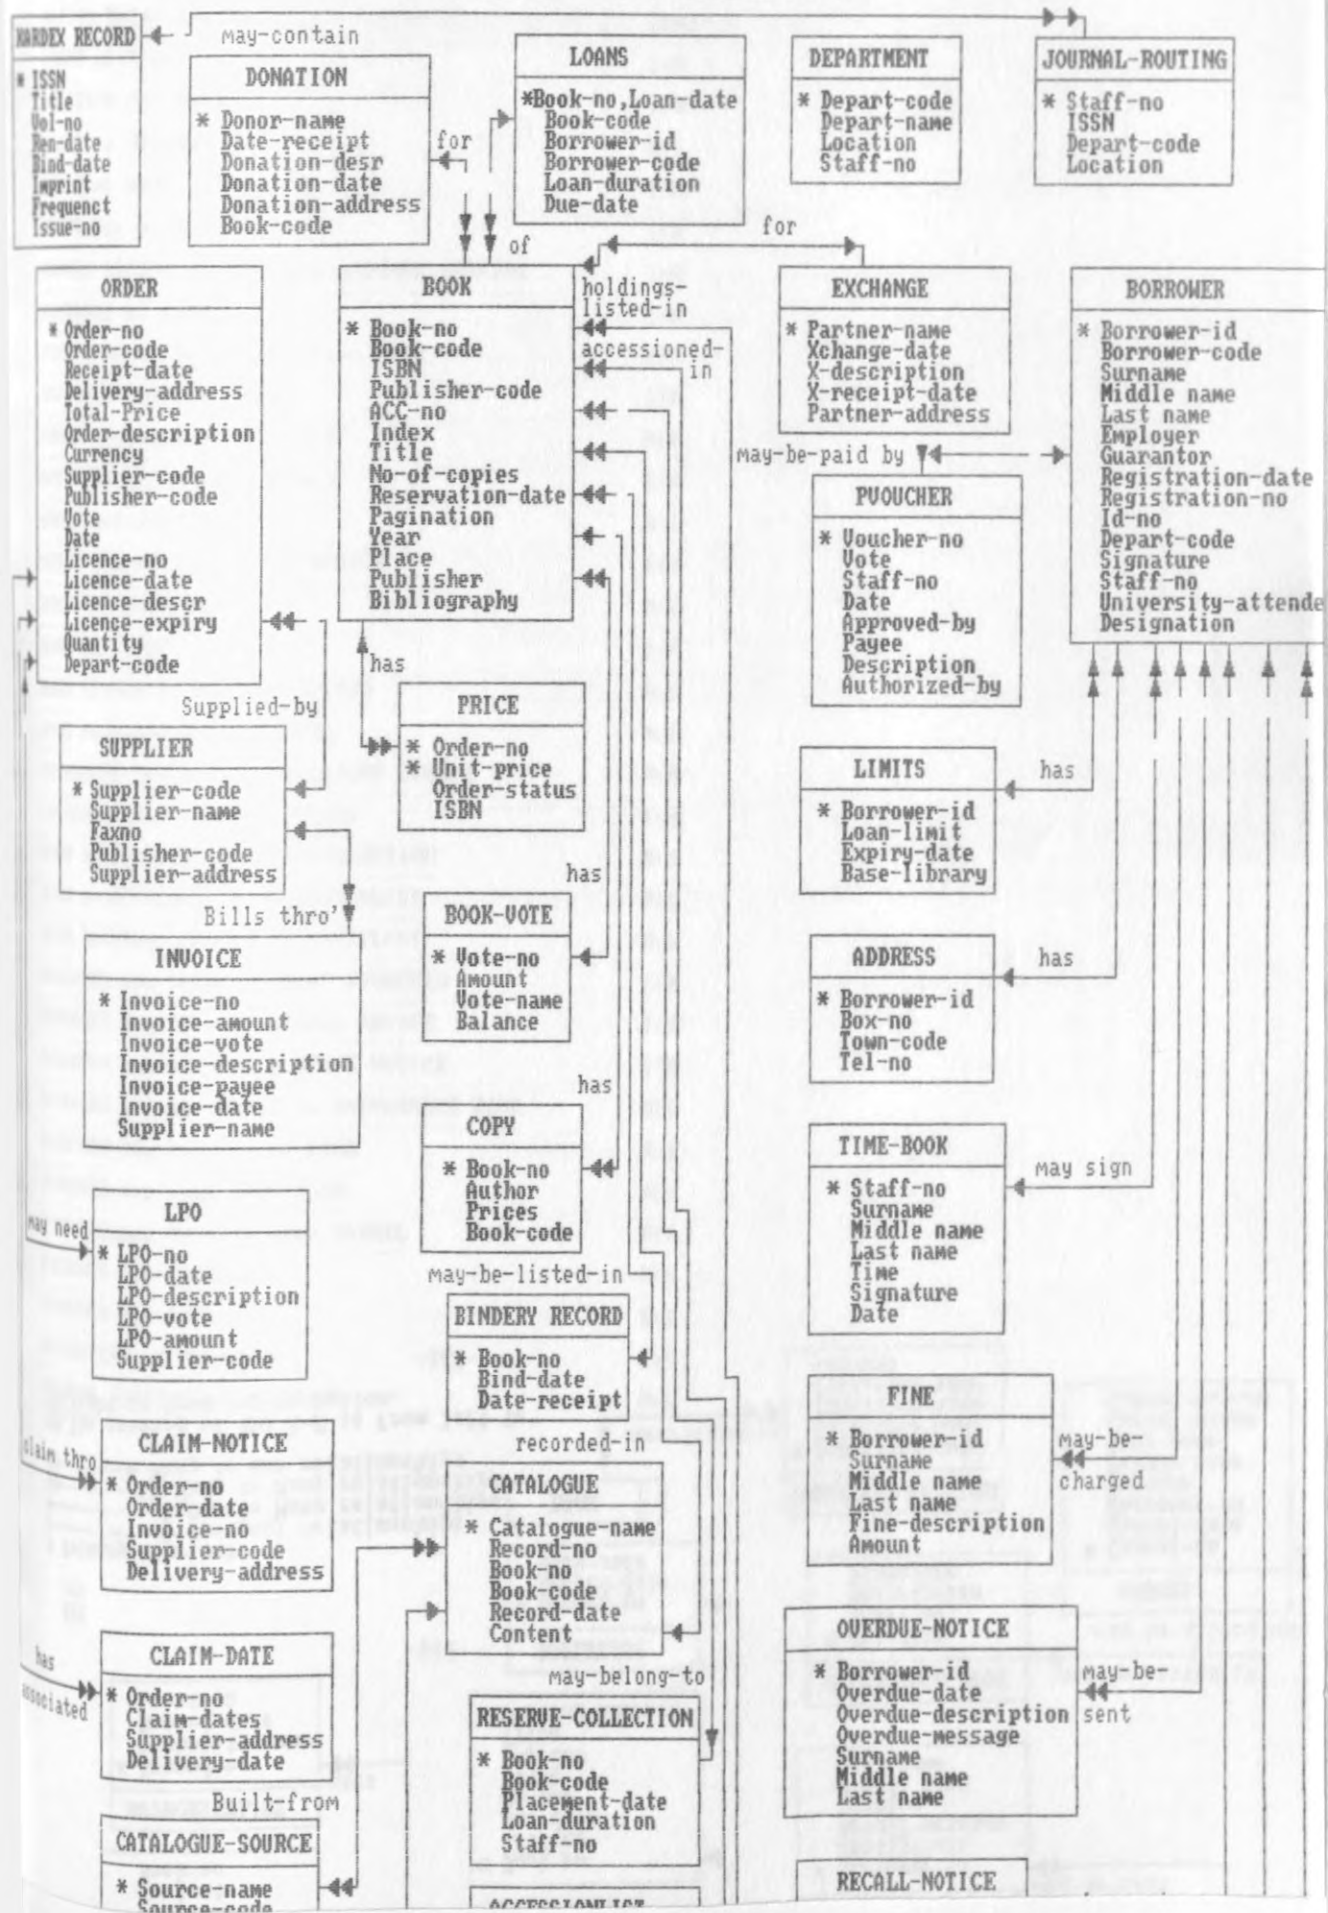 KARDEX RECORD
* ISSN
Title
Vol-no
Ren-date
Bind-date
Imprint
Frequenct
Issue-no
may-contain
DONATION
* Donor-name
Date-receipt
Donation-desr
Donation-date
Donation-address
Book-code
for
LOANS
*Book-no,Loan-date
Book-code
Borrower-id
Borrower-code
Loan-duration
Due-date
of
DEPARTMENT
* Depart-code
Depart-name
Location
Staff-no
JOURNAL-ROUTING
* Staff-no
ISSN
Depart-code
Location
for
ORDER
* Order-no
Order-code
Receipt-date
Delivery-address
Total-Price
Order-description
Currency
Supplier-code
Publisher-code
Vote
Date
Licence-no
Licence-date
Licence-descr
Licence-expiry
Quantity
Depart-code
BOOK
* Book-no
Book-code
ISBN
Publisher-code
ACC-no
Index
Title
No-of-copies
Reservation-date
Pagination
Year
Place
Publisher
Bibliography
holdings-
listed-in
accessioned-
in
EXCHANGE
* Partner-name
Xchange-date
X-description
X-receipt-date
Partner-address
BORROWER
* Borrower-id
Borrower-code
Surname
Middle name
Last name
Employer
Guarantor
Registration-date
Registration-no
Id-no
Depart-code
Signature
Staff-no
University-attende
Designation
may-be-paid by
PVOUCHER
* Voucher-no
Vote
Staff-no
Date
Approved-by
Payee
Description
Authorized-by
has
Supplied-by
PRICE
* Order-no
* Unit-price
Order-status
ISBN
SUPPLIER
* Supplier-code
Supplier-name
Faxno
Publisher-code
Supplier-address
LIMITS
* Borrower-id
Loan-limit
Expiry-date
Base-library
has
Bills thro'
has
BOOK-VOTE
* Vote-no
Amount
Vote-name
Balance
INVOICE
* Invoice-no
Invoice-amount
Invoice-vote
Invoice-description
Invoice-payee
Invoice-date
Supplier-name
ADDRESS
* Borrower-id
Box-no
Town-code
Tel-no
has
has
COPY
* Book-no
Author
Prices
Book-code
TIME-BOOK
* Staff-no
Surname
Middle name
Last name
Time
Signature
Date
may sign
LPO
may need
* LPO-no
LPO-date
LPO-description
LPO-vote
LPO-amount
Supplier-code
may-be-listed-in
BINDERY RECORD
* Book-no
Bind-date
Date-receipt
FINE
* Borrower-id
Surname
Middle name
Last name
Fine-description
Amount
may-be-
charged
CLAIM-NOTICE
claim thro
* Order-no
Order-date
Invoice-no
Supplier-code
Delivery-address
recorded-in
CATALOGUE
* Catalogue-name
Record-no
Book-no
Book-code
Record-date
Content
OVERDUE-NOTICE
* Borrower-id
Overdue-date
Overdue-description
Overdue-message
Surname
Middle name
Last name
may-be-
sent
CLAIM-DATE
has
associated
* Order-no
Claim-dates
Supplier-address
Delivery-date
may-belong-to
RESERVE-COLLECTION
* Book-no
Book-code
Placement-date
Loan-duration
Staff-no
Built-from
CATALOGUE-SOURCE
* Source-name
Source-code
ACCESSIONLIST
RECALL-NOTICE